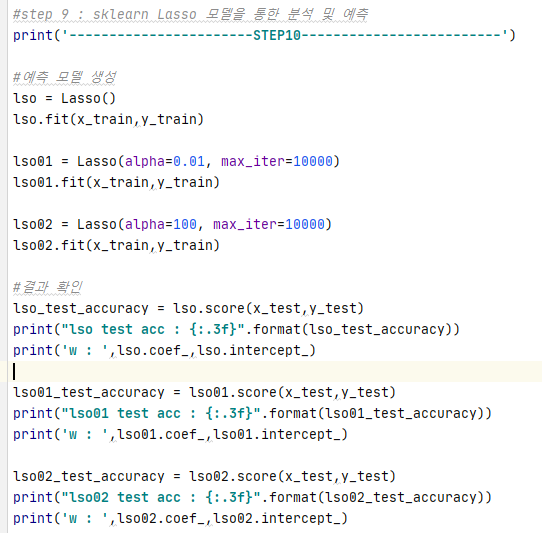 #step 9 : sklearn Lasso 모델을 통한 분석 및 예측
print('-----------------------STEP10-------------------------')
#예측 모델 생성
lso = Lasso()
lso.fit(x_train,y_train)
lso01 = Lasso(alpha=0.01, max_iter=10000)
lso01.fit(x_train,y_train)
lso02 = Lasso(alpha=100, max_iter=10000)
lso02.fit(x_train,y_train)
#결과 확인
lso_test_accuracy = lso.score(x_test,y_test)
print("lso test acc : {:.3f}".format(lso_test_accuracy))
print('w : ',lso.coef_,lso.intercept_)
lso01_test_accuracy = lso01.score(x_test,y_test)
print("lso01 test acc : {:.3f}".format(lso01_test_accuracy))
print('w : ',lso01.coef_,lso01.intercept_)
lso02_test_accuracy = lso02.score(x_test,y_test)
print("lso02 test acc : {:.3f}".format(lso02_test_accuracy))
print('w : ',lso02.coef_,lso02.intercept_)